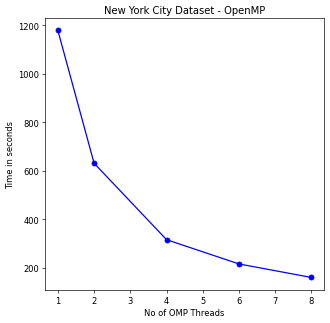 New York City Dataset - OpenMP
1200
1000
800
600
400
200
Time in seconds
1 2 3 4 5 6 7 8
No of OMP Threads